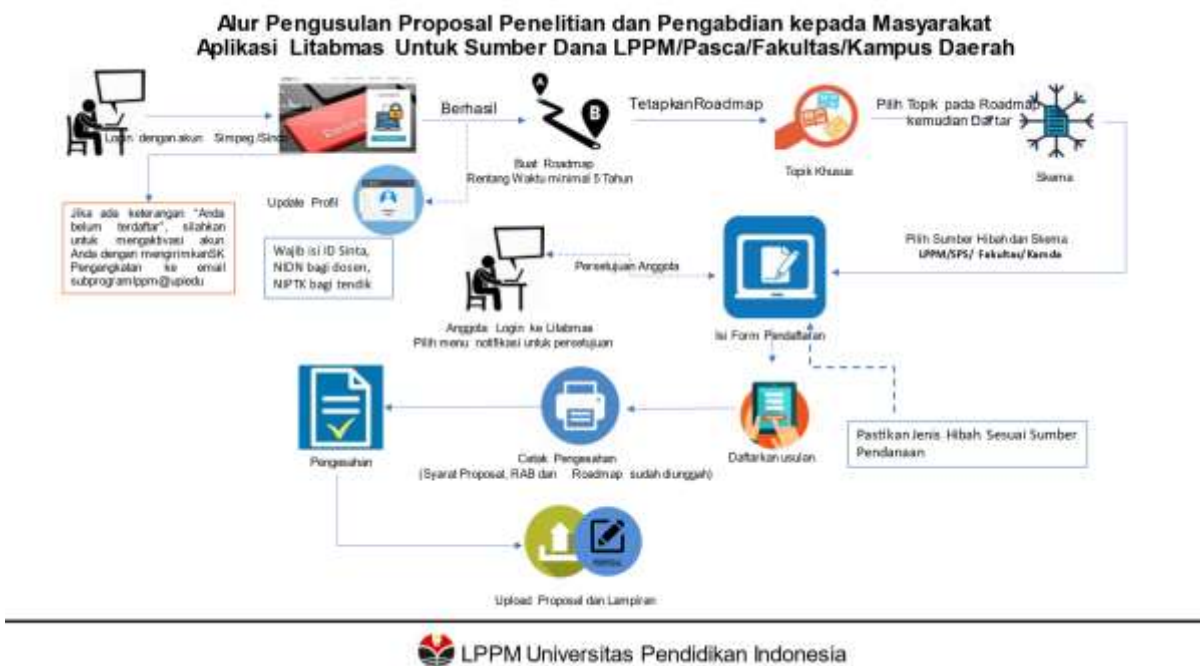 Alur Pengusulan Proposal Penelitian dan Pengabdian kepada Masyarakat
Aplikasi Litabmas Untuk Sumber Dana LPPM/Pasca/Fakultas/Kampus Daerah
Login dengan akun Simpeg/Sinda
Berhasil
Buat Roadmap
Rentang Waktu minimal 5 Tahun
TetapkanRoadmap
Topik Khusus
Pilih Topik pada Roadmap
kemudian Daftar
Skema
Jika ada keterangan "Anda
belum terdaftar", silahkan
untuk mengaktivasi akun
Anda dengan mengirimkanSK
Pengangkatan ke email
subprogramlppm@upiedu
Update Profil
Wajib isi ID Sinta,
NIDN bagi dosen,
NIPTK bagi tendik
Persetujuan Anggota
Anggota Login ke Litabmas
Pilih menu notifikasi untuk persetujuan
Pilih Sumber Hibah dan Skema
LPPM/SPS/ Fakultas/Kamda
Isi Form Pendaftaran
Pengesahan
Cetak Pengesahan
(Syarat Proposal, RAB dan Roadmap sudah diunggah)
Daftarkan usulan
Pastikan Jenis Hibah Sesuai Sumber
Pendanaan
Upload Proposal dan Lampiran
LPPM Universitas Pendidikan Indonesia